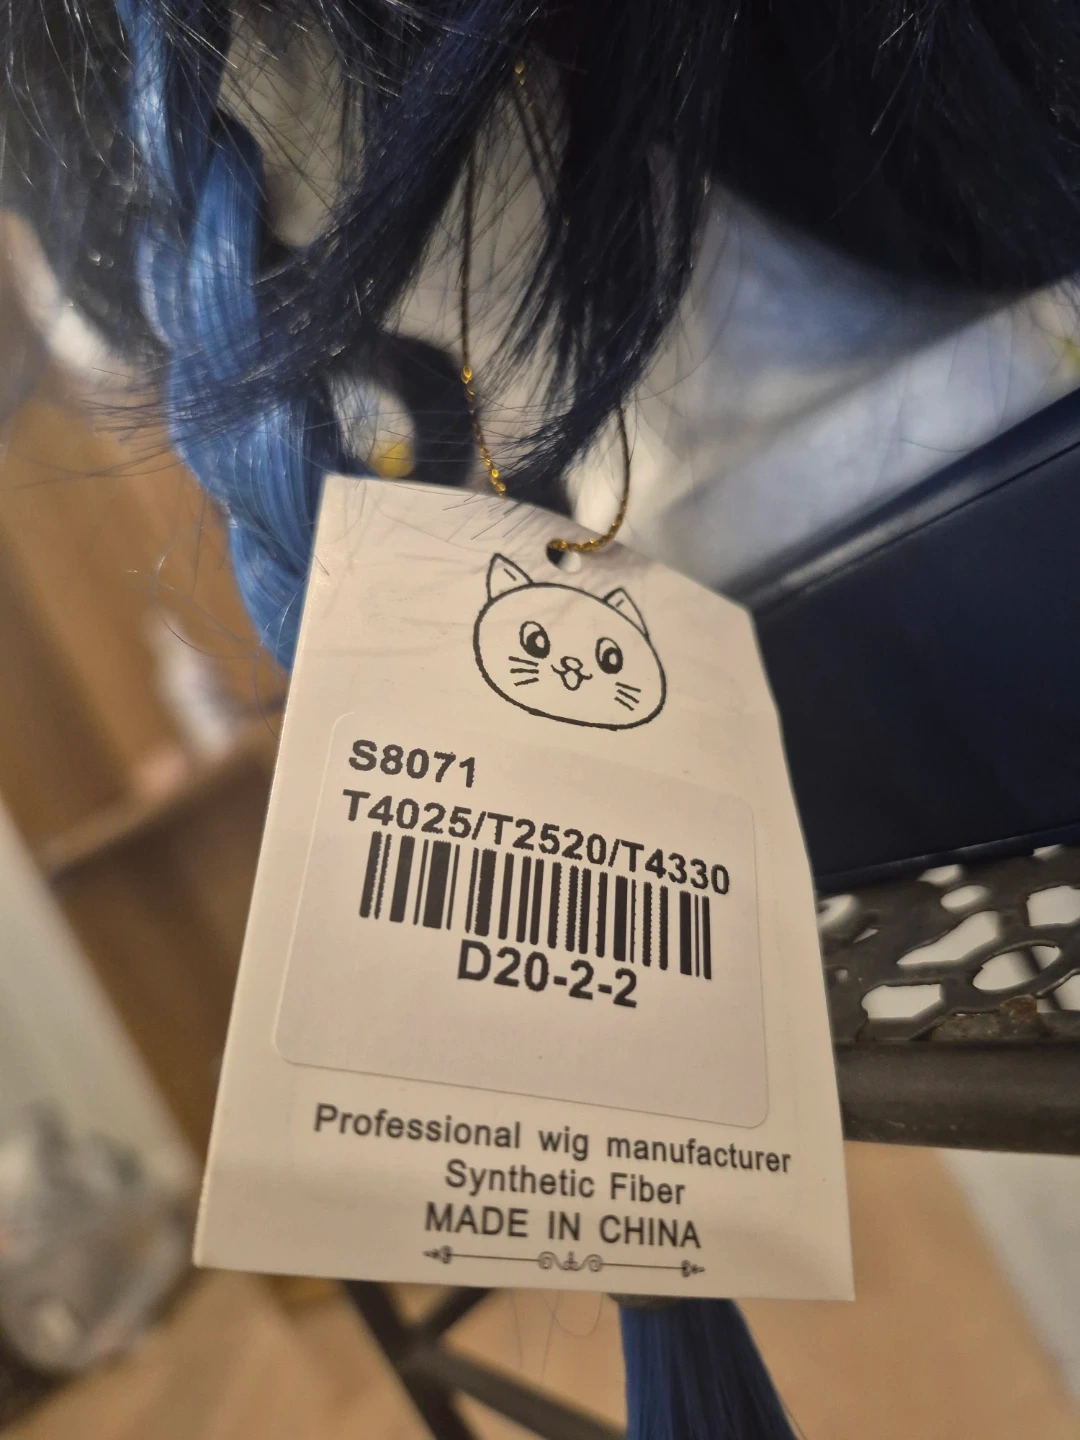 S8071
T4025/T2520/T4330
D20-2-2
Professional wig manufacturer
Synthetic Fiber
MADE IN CHINA